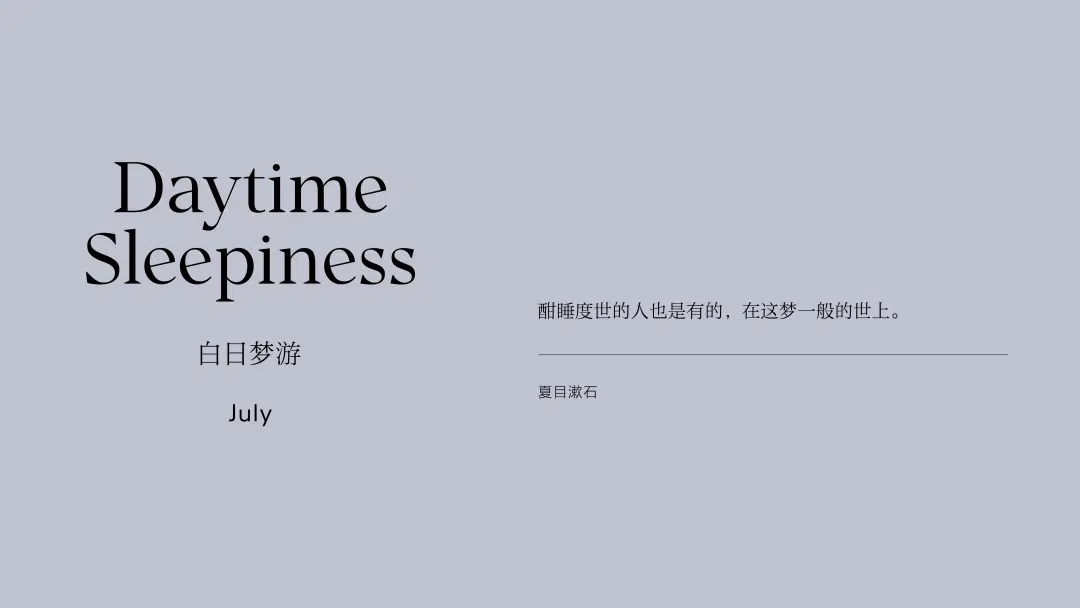 Daytime
Sleepiness
白日梦游
July
酣睡度世的人也是有的，在这梦一般的世上。
夏目漱石